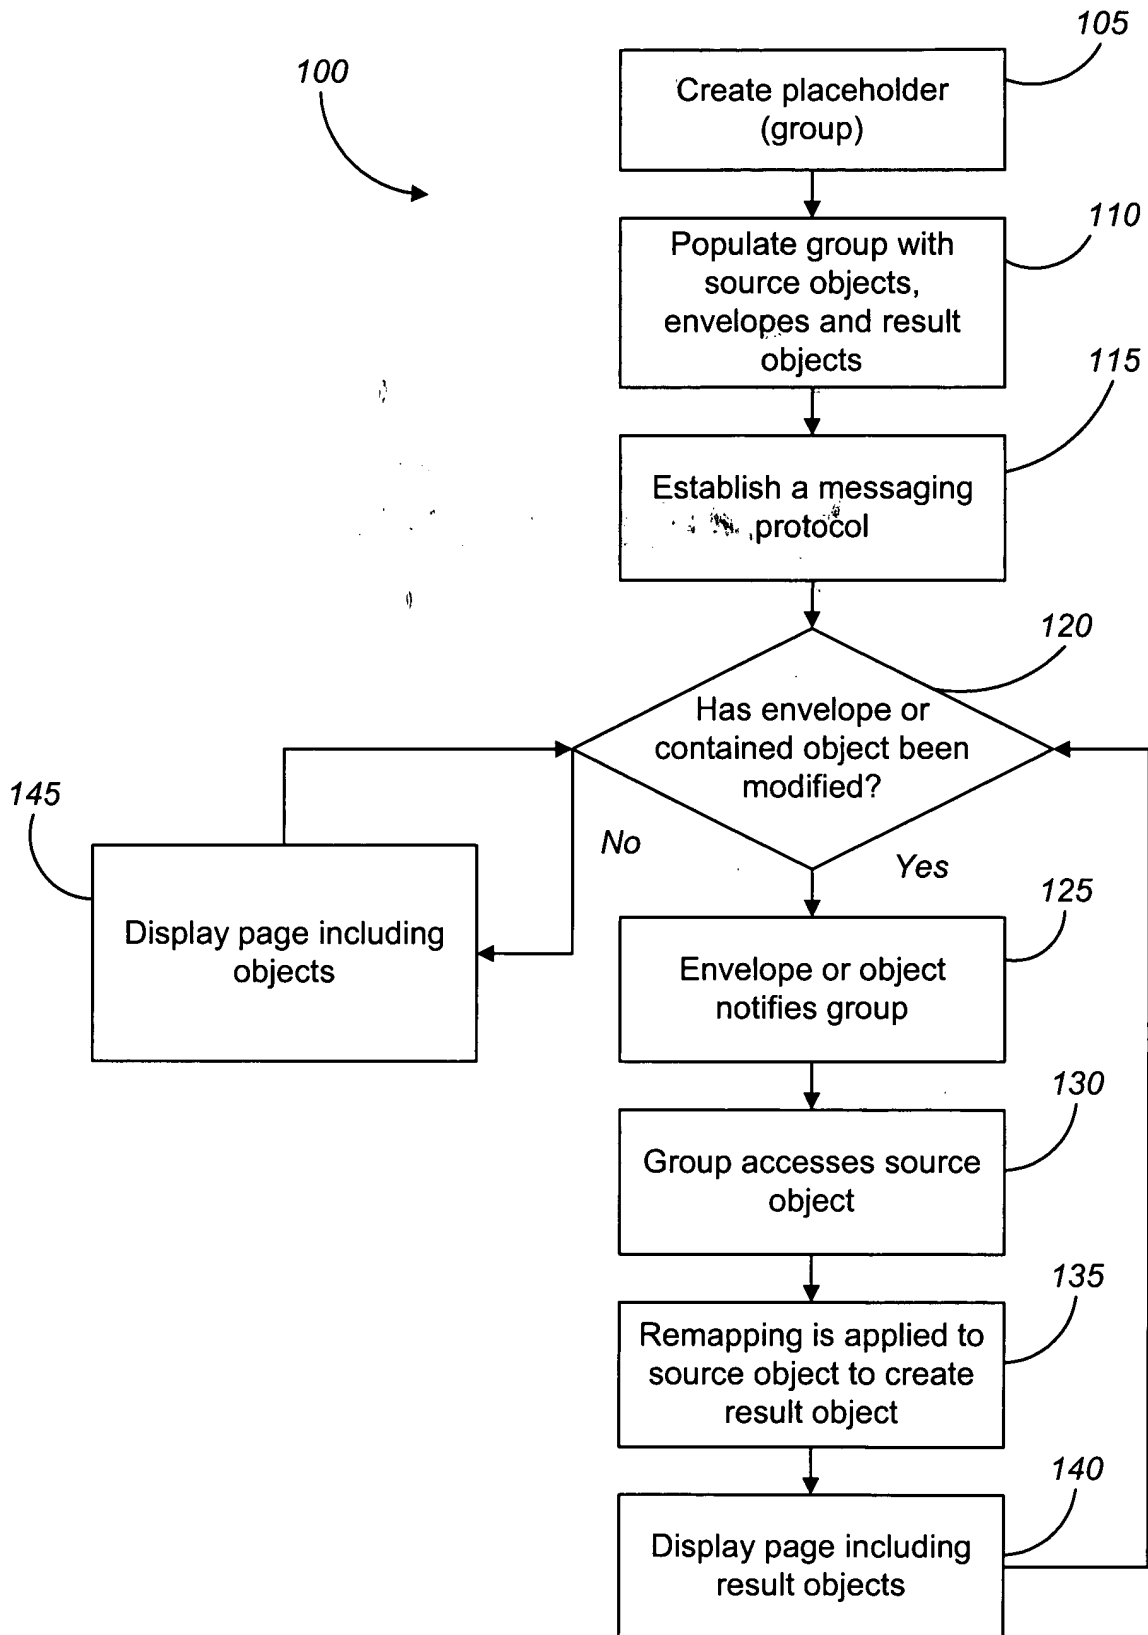 105
100
Create placeholder
(group)
110
Populate group with
source objects,
envelopes and result
objects
115
Establish a messaging
protocol
120
Has envelope or
contained object been
modified?
145
No
Yes
125
Display page including
objects
Envelope or object
notifies group
130
Group accesses source
object
135
Remapping is applied to
source object to create
result object
140
Display page including
result objects